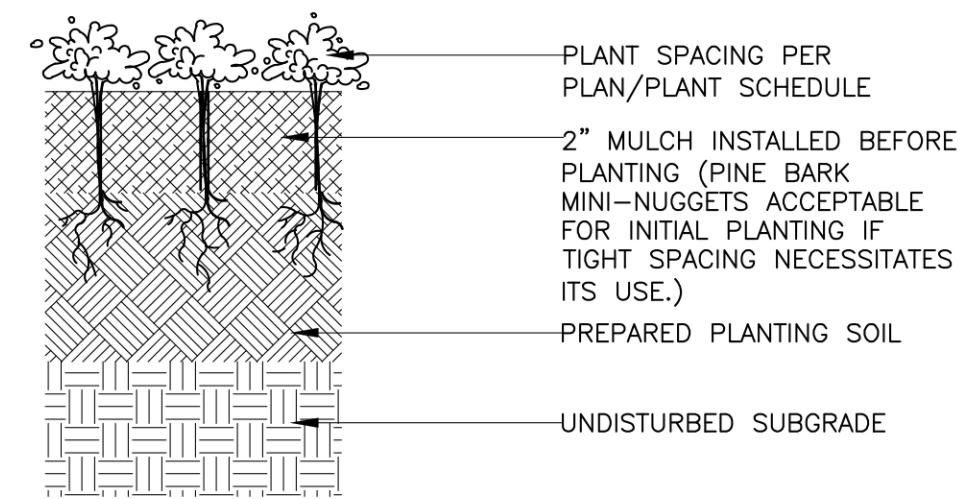 PLANT SPACING PER
PLAN/PLANT SCHEDULE
2” MULCH INSTALLED BEFORE
PLANTING (PINE BARK
MINI–NUGGETS ACCEPTABLE
FOR INITIAL PLANTING IF
TIGHT SPACING NECESSITATES
ITS USE.)
PREPARED PLANTING SOIL
UNDISTURBED SUBGRADE